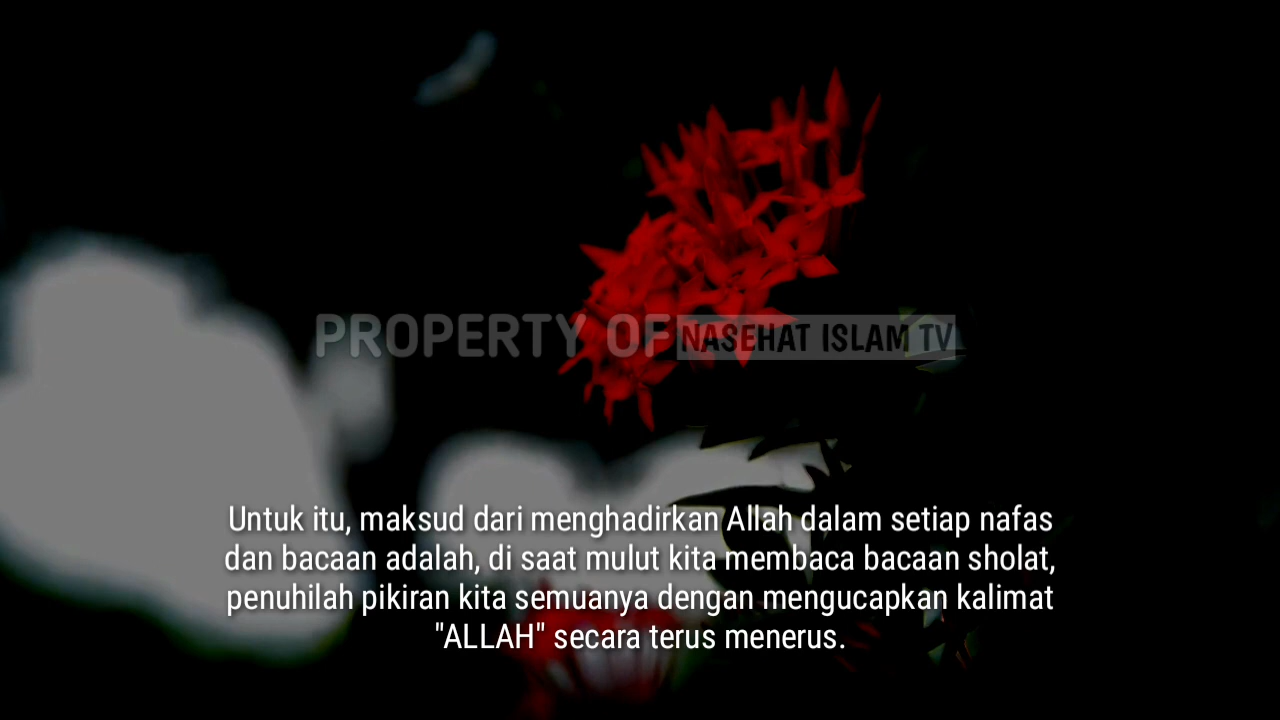 PROPERTY OF NASEHAT ISLAM TV
Untuk itu, maksud dari menghadirkan Allah dalam setiap nafas
dan bacaan adalah, di saat mulut kita membaca bacaan sholat,
penuhilah pikiran kita semuanya dengan mengucapkan kalimat
"ALLAH" secara terus menerus.